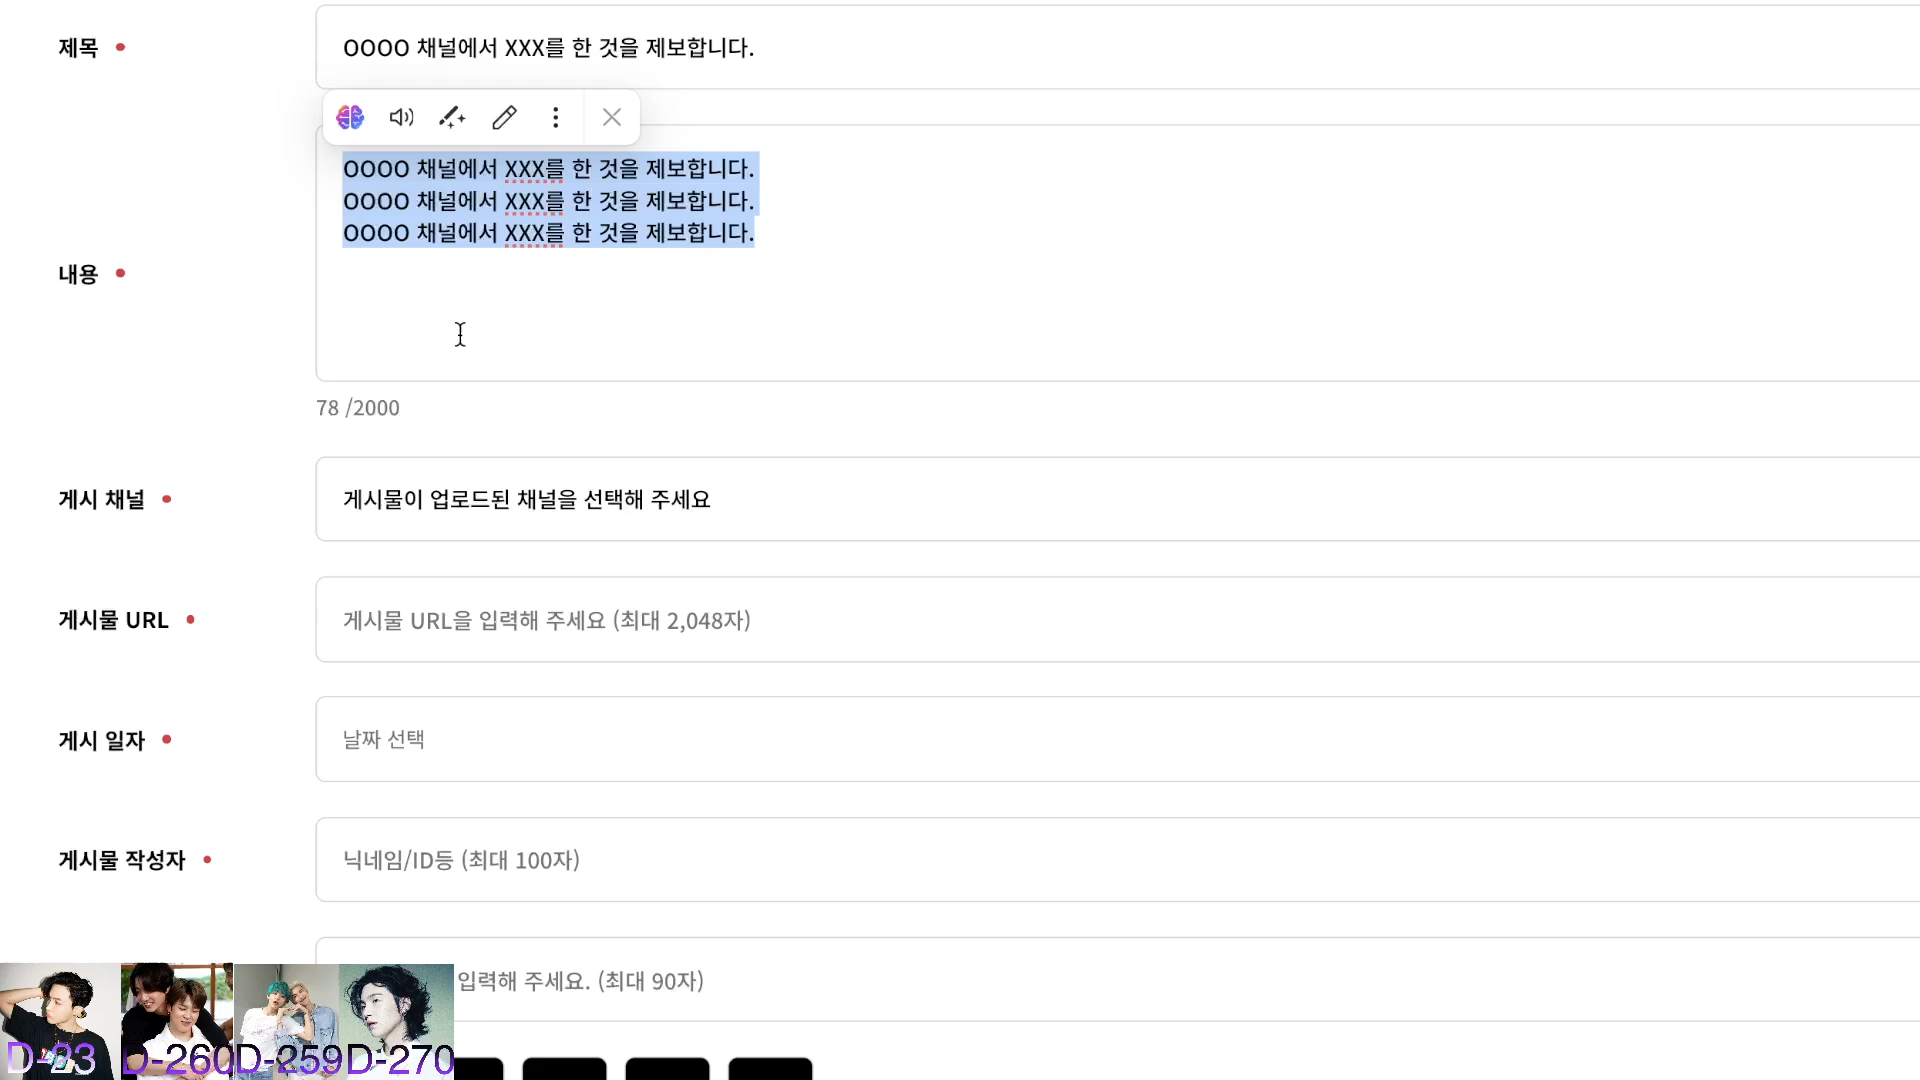 제목
OOOO 채널에서 XXX를 한 것을 제보합니다.
OOOO 채널에서 XXX를 한 것을 제보합니다.
OOOO 채널에서 XXX를 한 것을 제보합니다.
OOOO 채널에서 XXX를 한 것을 제보합니다.
내용
78 /2000
게시 채널
게시물이 업로드된 채널을 선택해 주세요
게시물 URL
게시물 URL을 입력해 주세요 (최대 2,048자)
게시 일자
날짜 선택
게시물 작성자
닉네임/ID등 (최대 100자)
입력해 주세요. (최대 90자)
D-23 D-260 D-259 D-270